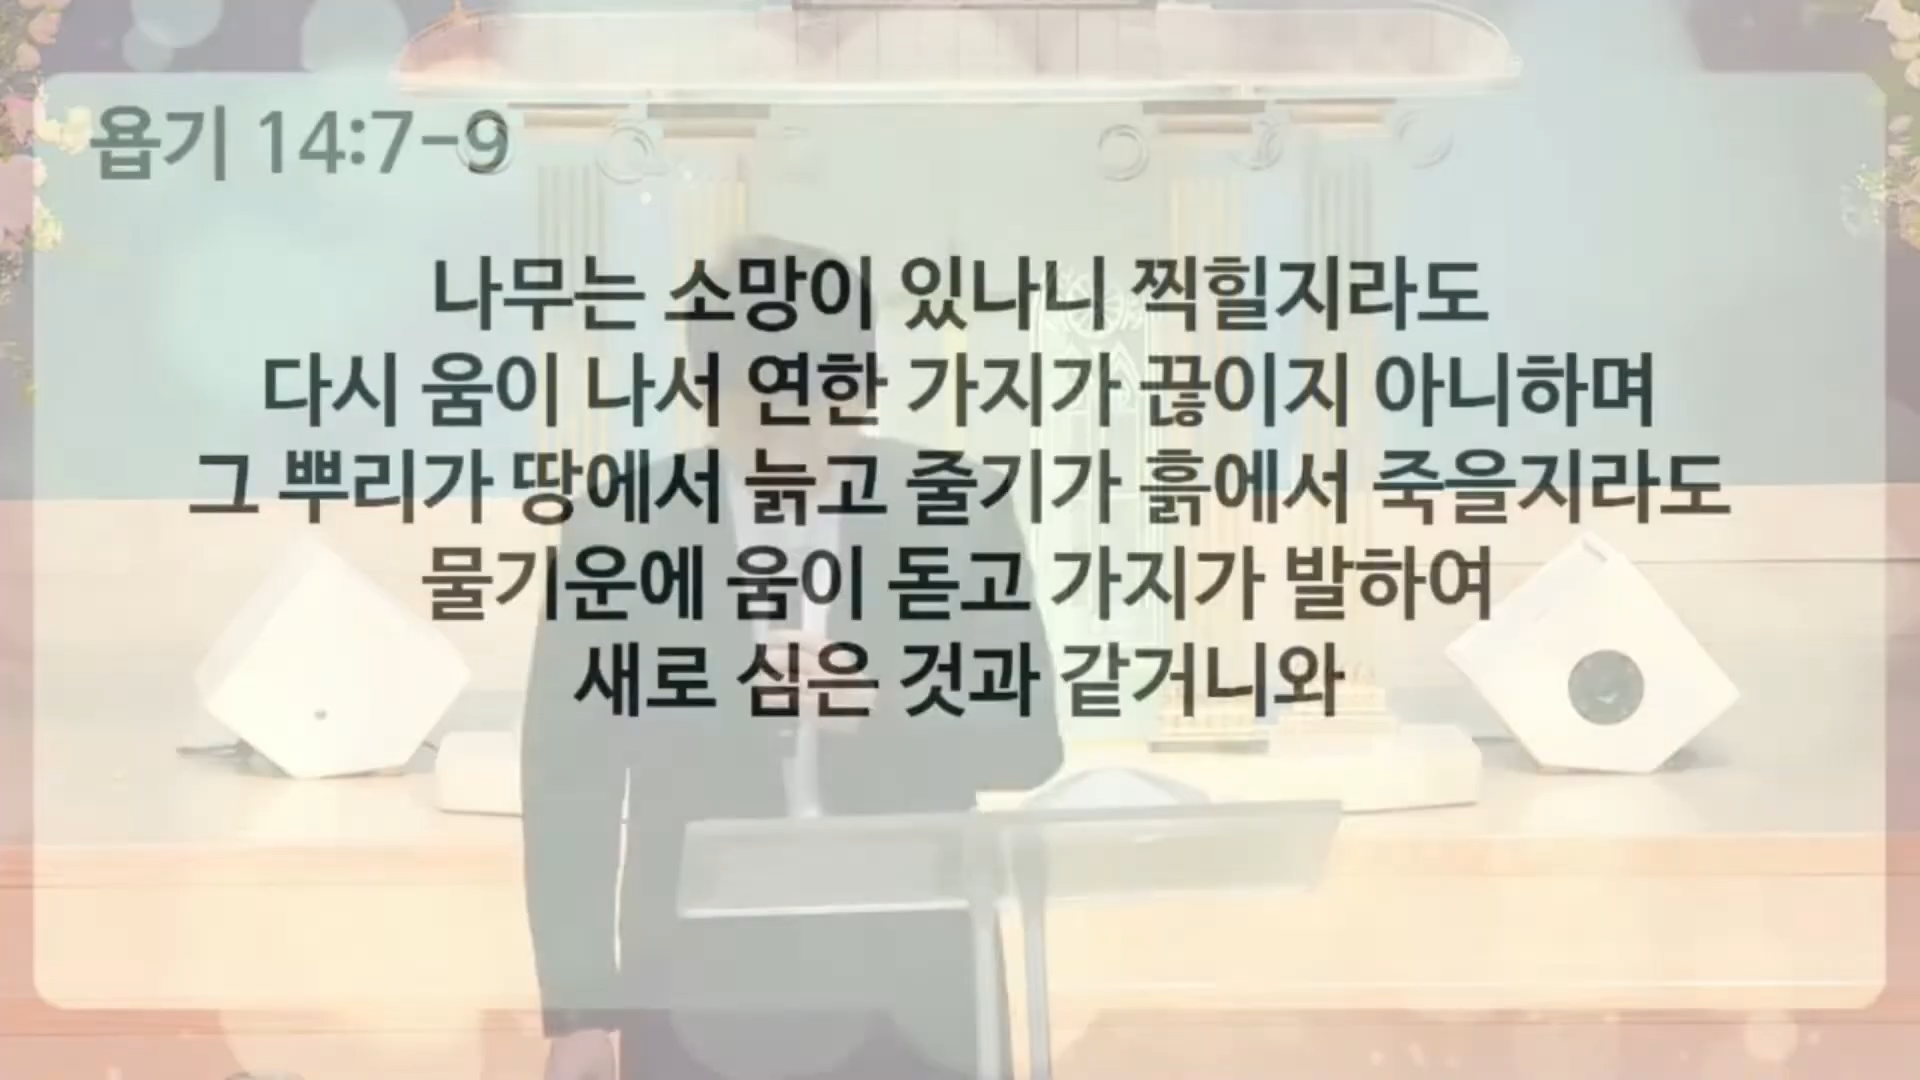 욥기 14:7-9
나무는 소망이 있나니 찍힐지라도
다시 움이 나서 연한 가지가 끊이지 아니하며
그 뿌리가 땅에서 늙고 줄기가 흙에서 죽을지라도
물기운에 움이 돋고 가지가 발하여
새로 심은 것과 같거니와